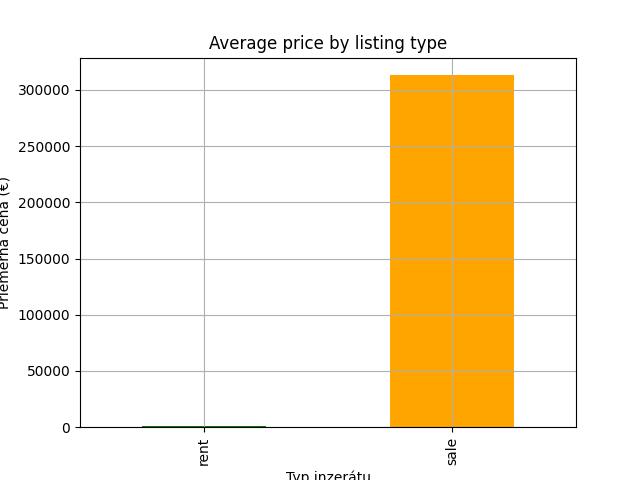 Average price by listing type
Priemerná cena (€)
300000
250000
200000
150000
100000
50000
0
rent
sale
Typ inzerátu